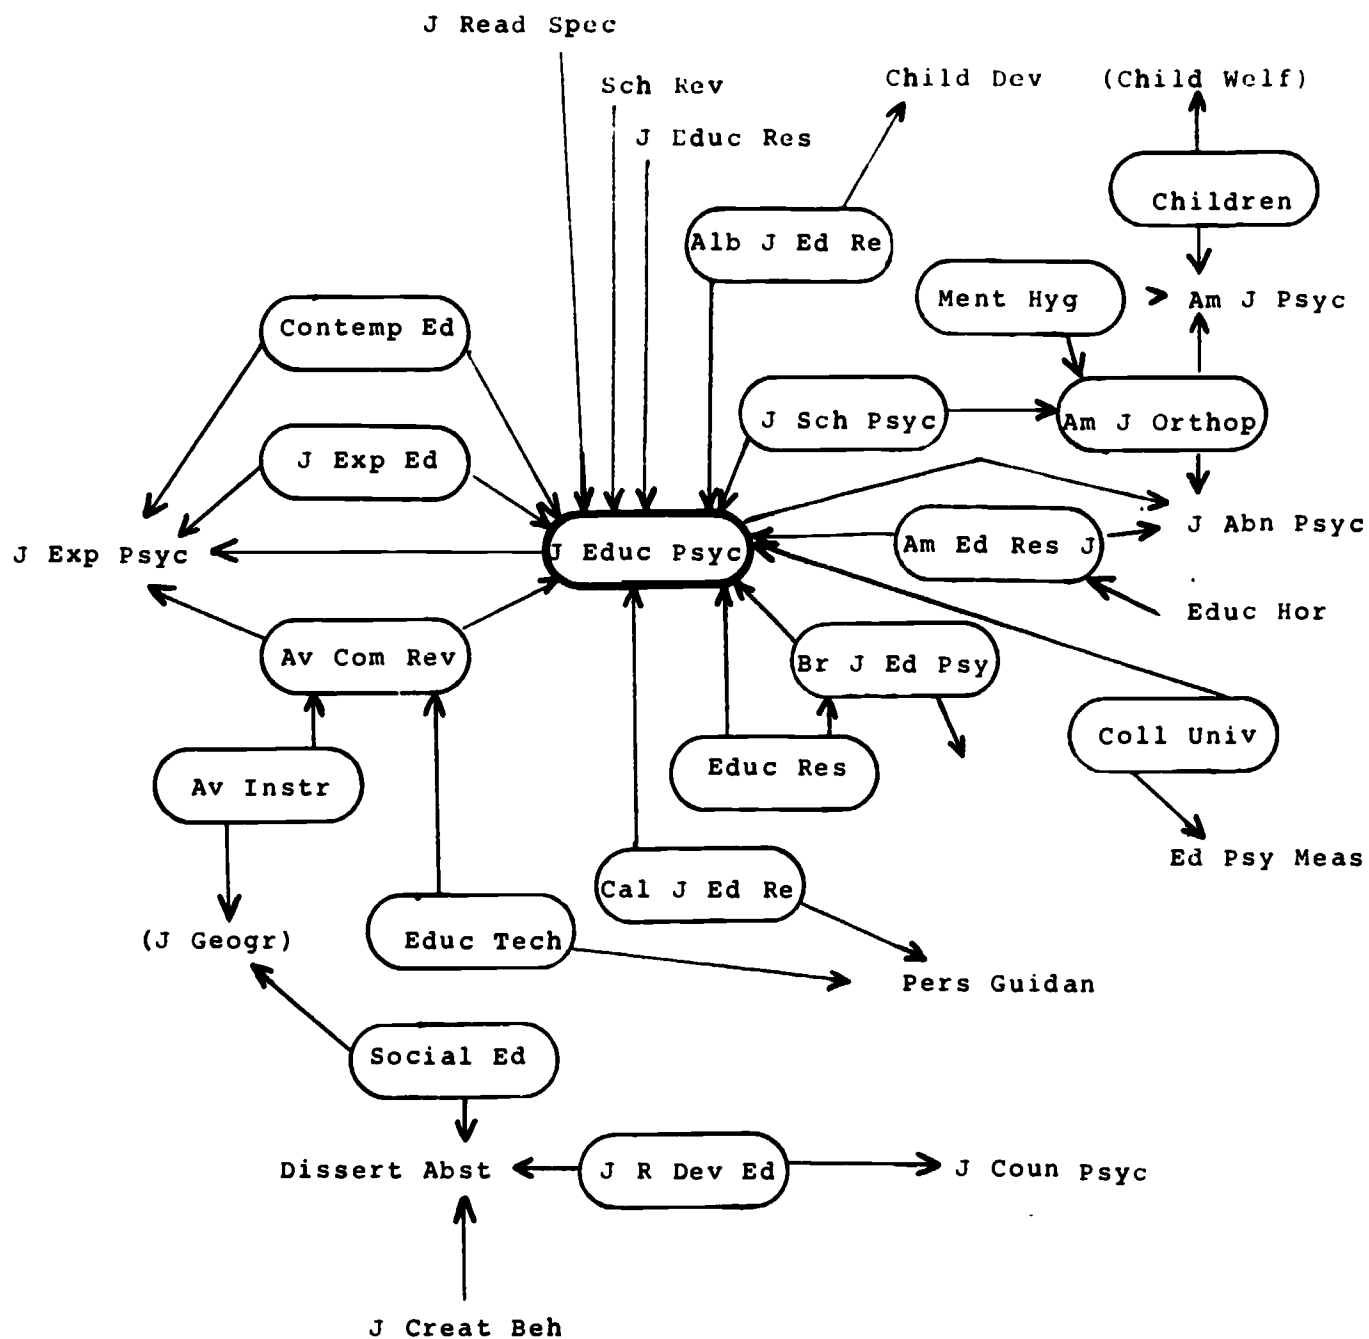 J Read Spec
Sch Rev
Child Dev
(Child Welf)
J Educ Res
Children
Alb J Ed Re
Ment Hyg
Am J Psyc
Contemp Ed
J Sch Psyc
Am J Orthop
J Exp Ed
J Abn Psyc
J Exp Psyc
J Educ Psyc
Am Ed Res J
Educ Hor
Av Com Rev
Br J Ed Psy
Coll Univ
Educ Res
Av Instr
Ed Psy Meas
Cal J Ed Re
(J Geogr)
Educ Tech
Pers Guidan
Social Ed
Dissert Abst
J R Dev Ed
J Coun Psyc
J Creat Beh